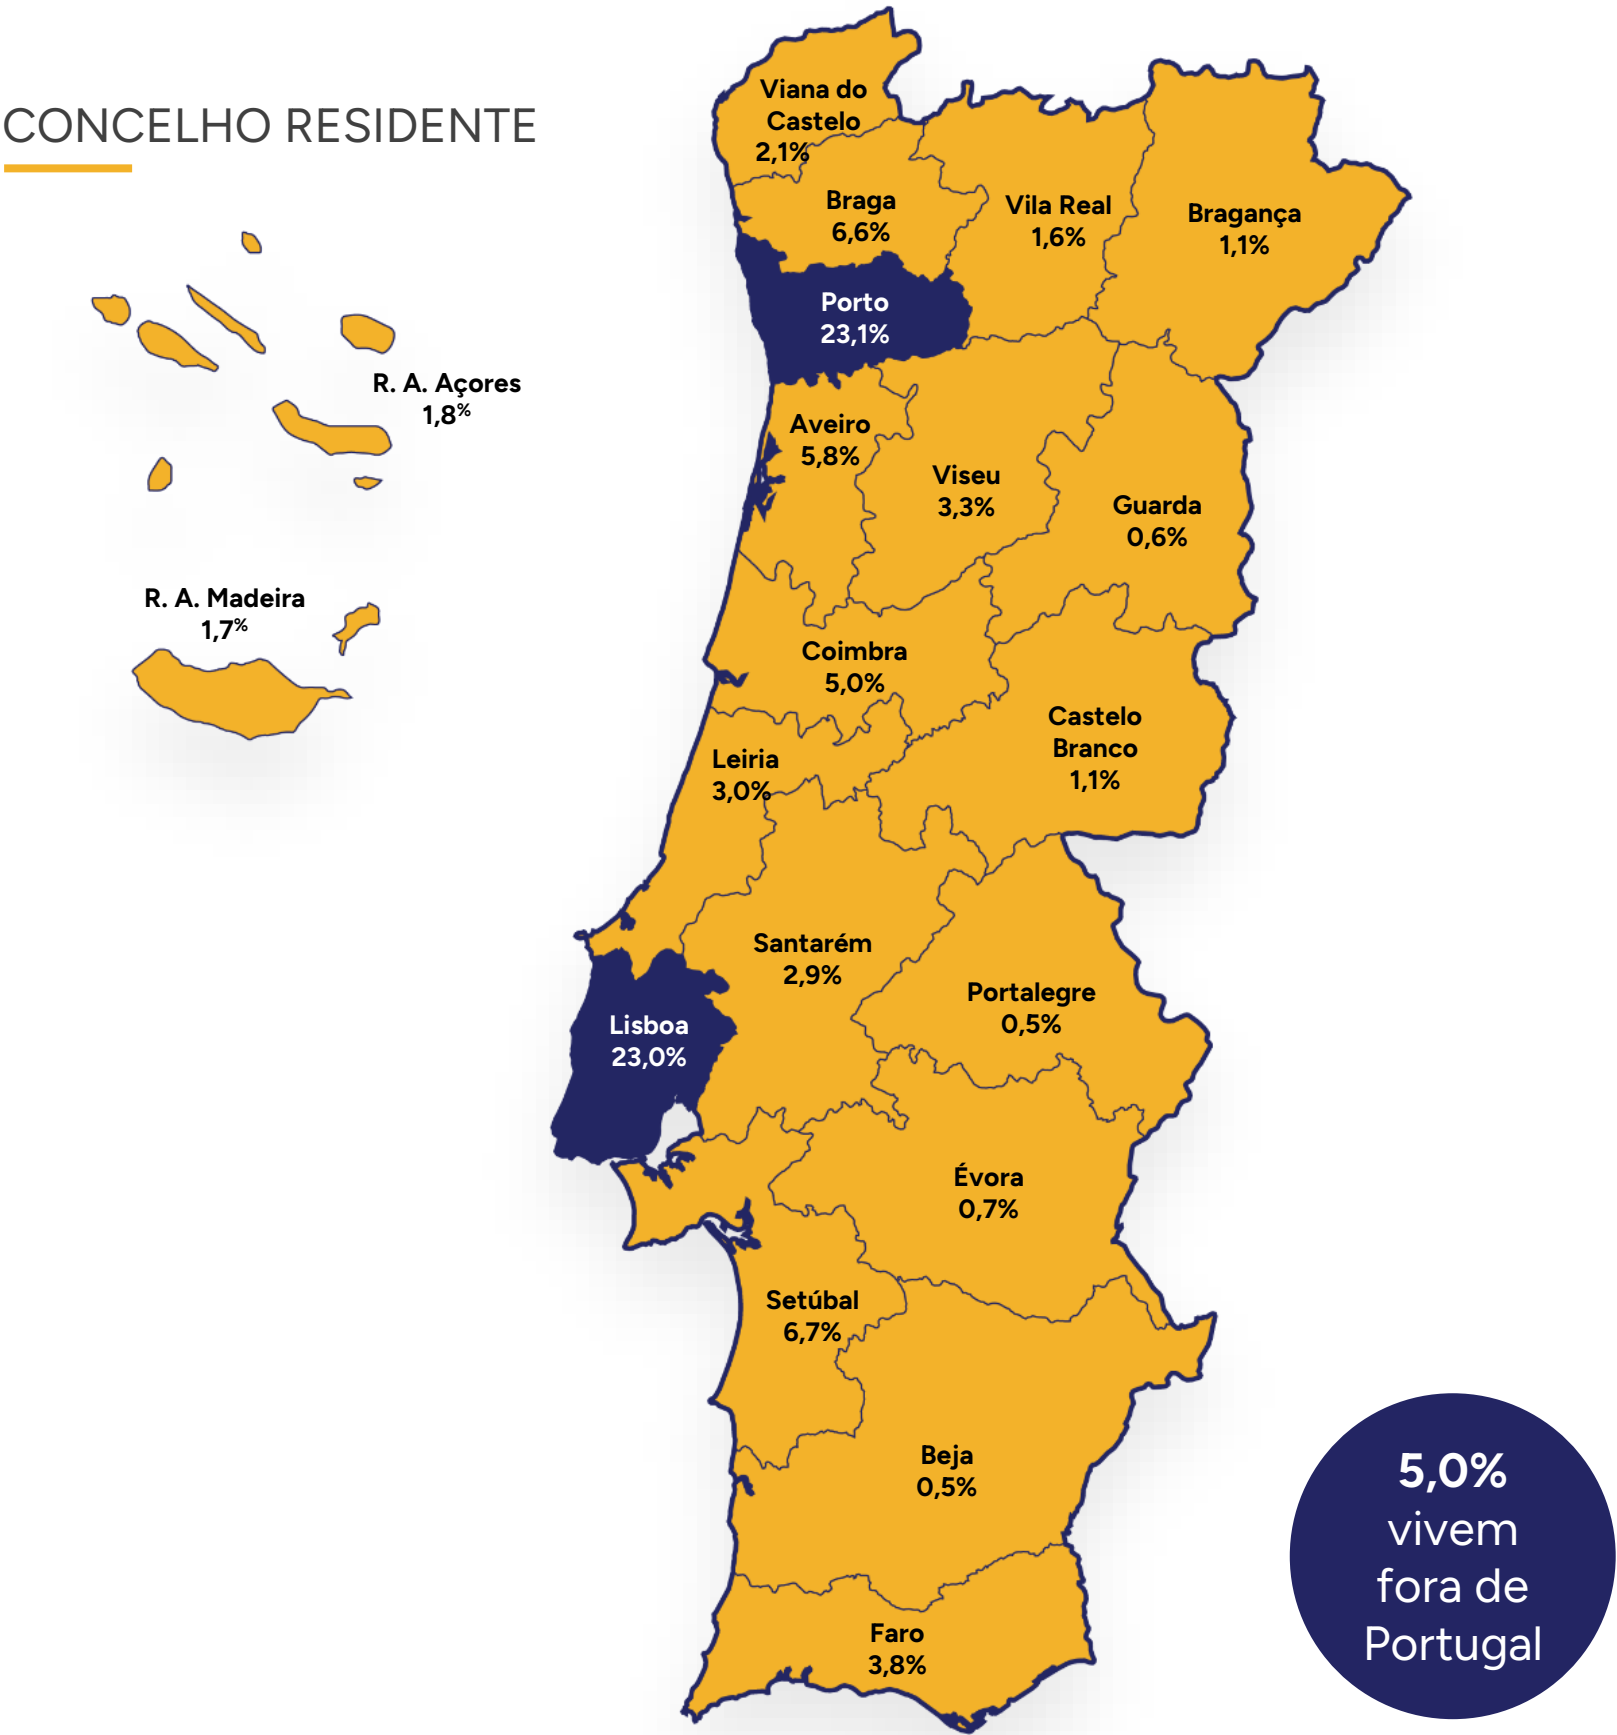 CONCELHO RESIDENTE
Viana do
Castelo
2,1%
Braga
6,6%
Vila Real
1,6%
Bragança
1,1%
Porto
23,1%
R. A. Açores
1,8%
Aveiro
5,8%
Viseu
3,3%
Guarda
0,6%
R. A. Madeira
1,7%
Coimbra
5,0%
Castelo
Branco
1,1%
Leiria
3,0%
Santarém
2,9%
Portalegre
0,5%
Lisboa
23,0%
Évora
0,7%
Setúbal
6,7%
Beja
0,5%
Faro
3,8%
5,0%
vivem
fora de
Portugal